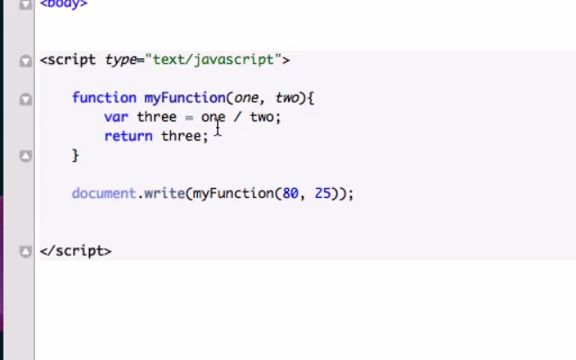 <body>
<script type="text/javascript">
function myFunction(one, two){
var three = one / two;
return three;
}
document.write(myFunction(80, 25));
</script>